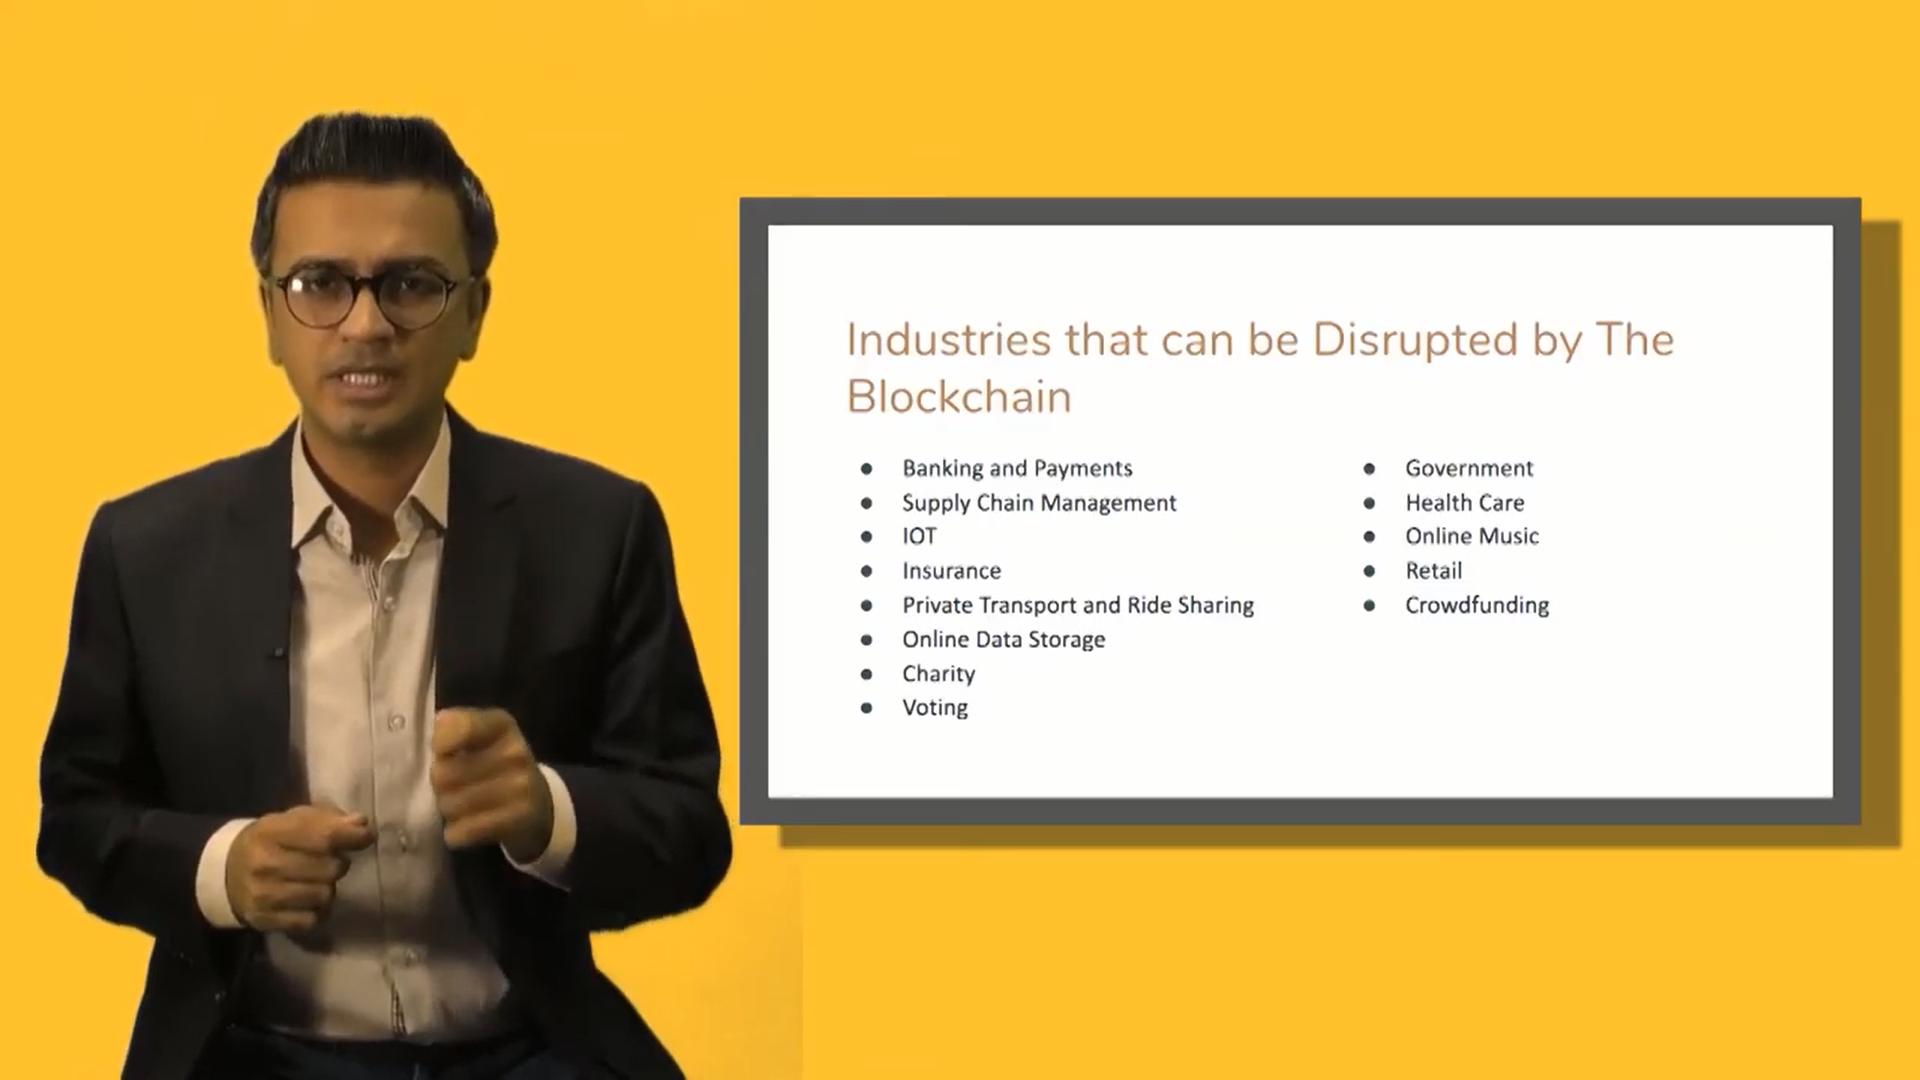 Industries that can be Disrupted by The
Blockchain
● Banking and Payments
● Supply Chain Management
● IOT
● Insurance
● Private Transport and Ride Sharing
● Online Data Storage
● Charity
● Voting
● Government
● Health Care
● Online Music
● Retail
● Crowdfunding